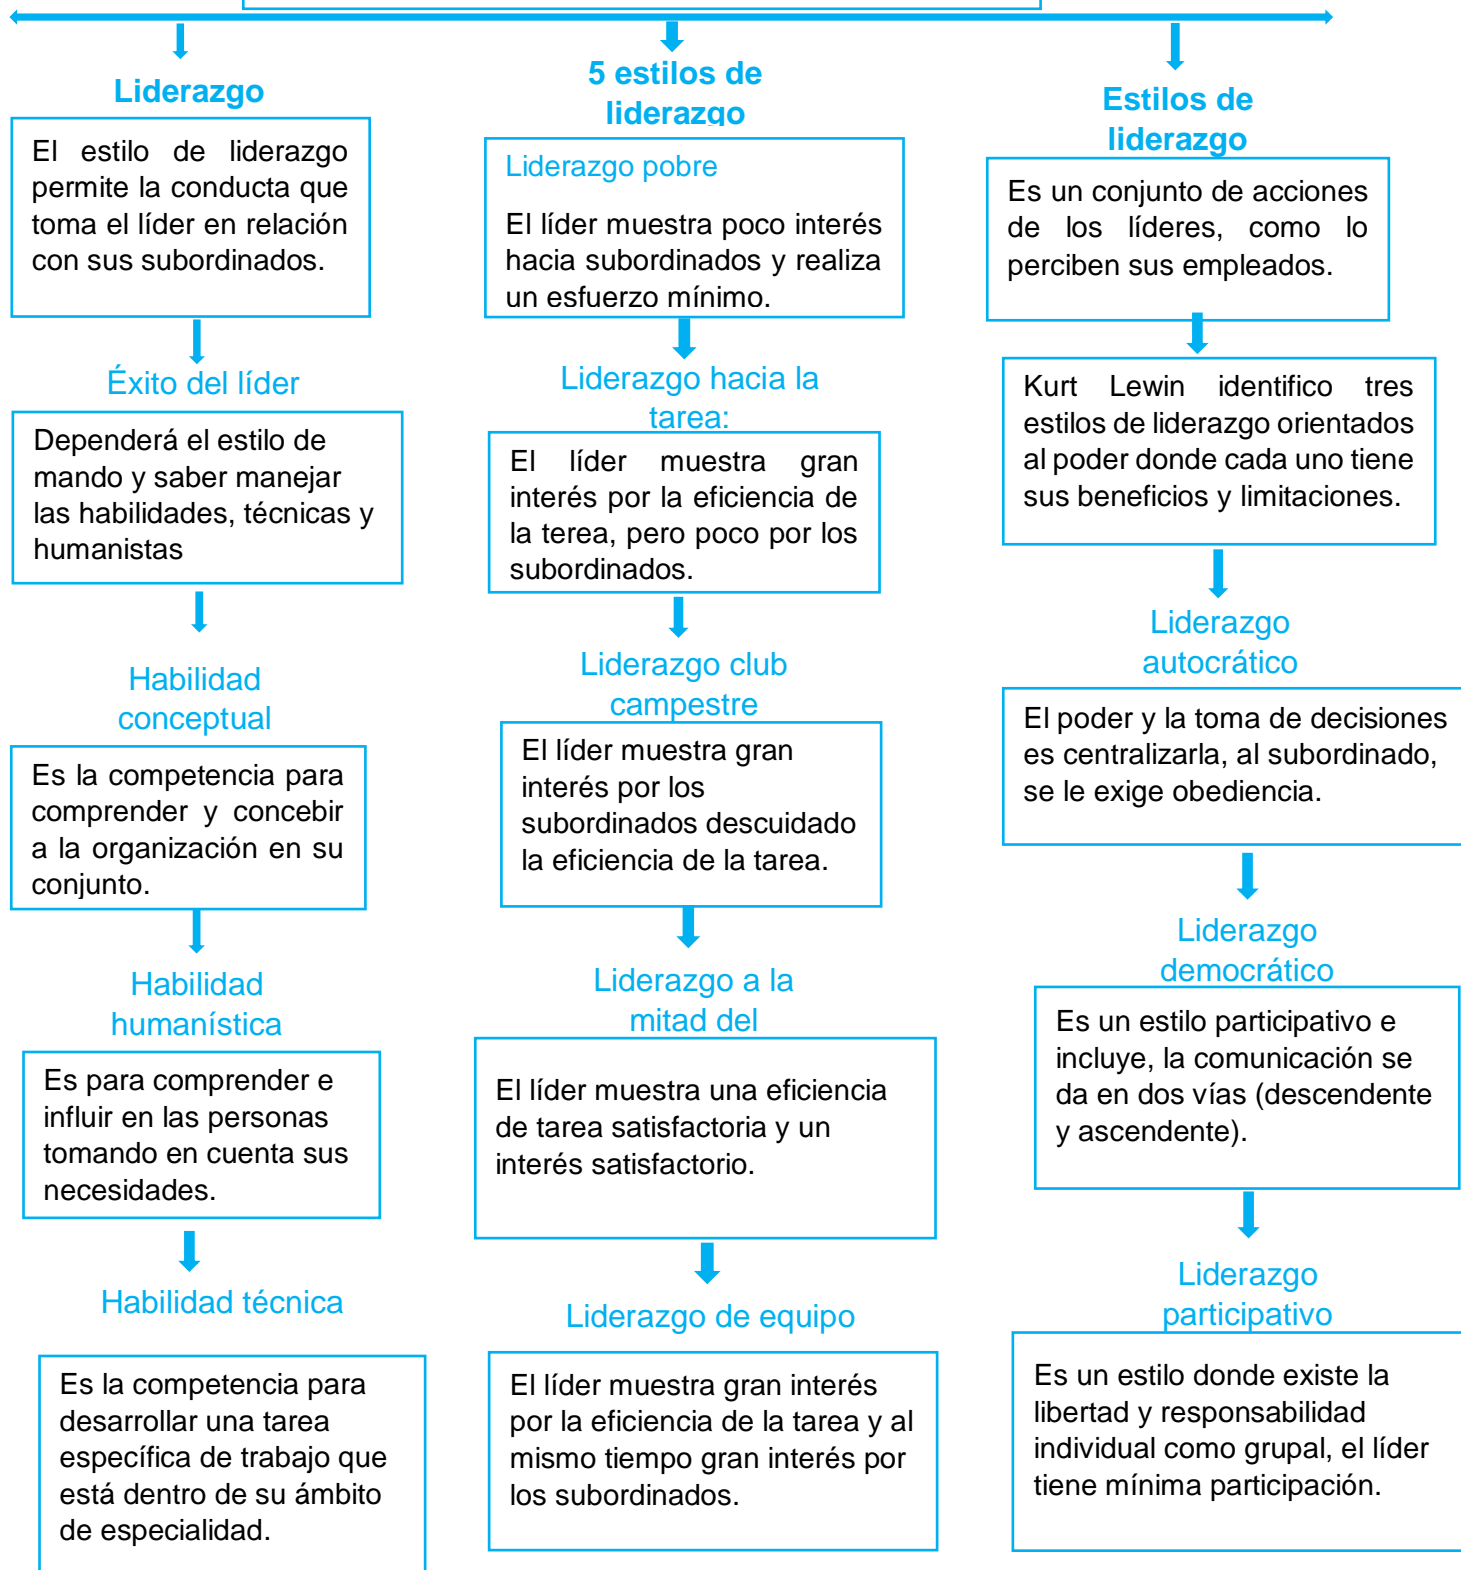 Liderazgo
El estilo de liderazgo
permite la conducta que
toma el líder en relación
con sus subordinados.
Éxito del líder
Dependerá el estilo de
mando y saber manejar
las habilidades, técnicas y
humanistas
Habilidad
conceptual
Es la competencia para
comprender y concebir
a la organización en su
conjunto.
Habilidad
humanística
Es para comprender e
influir en las personas
tomando en cuenta sus
necesidades.
Habilidad técnica
Es la competencia para
desarrollar una tarea
específica de trabajo que
está dentro de su ámbito
de especialidad.
5 estilos de
liderazgo
Liderazgo pobre
El líder muestra poco interés
hacia subordinados y realiza
un esfuerzo mínimo.
Liderazgo hacia la
tarea:
El líder muestra gran
interés por la eficiencia de
la terea, pero poco por los
subordinados.
Liderazgo club
campestre
El líder muestra gran
interés por los
subordinados descuidado
la eficiencia de la tarea.
Liderazgo a la
mitad del
El líder muestra una eficiencia
de tarea satisfactoria y un
interés satisfactorio.
Liderazgo de equipo
El líder muestra gran interés
por la eficiencia de la tarea y al
mismo tiempo gran interés por
los subordinados.
Estilos de
liderazgo
Es un conjunto de acciones
de los líderes, como lo
perciben sus empleados.
Kurt Lewin identifico tres
estilos de liderazgo orientados
al poder donde cada uno tiene
sus beneficios y limitaciones.
Liderazgo
autocrático
El poder y la toma de decisiones
es centralizarla, al subordinado,
se le exige obediencia.
Liderazgo
democrático
Es un estilo participativo e
incluye, la comunicación se
da en dos vías (descendente
y ascendente).
Liderazgo
participativo
Es un estilo donde existe la
libertad y responsabilidad
individual como grupal, el líder
tiene mínima participación.